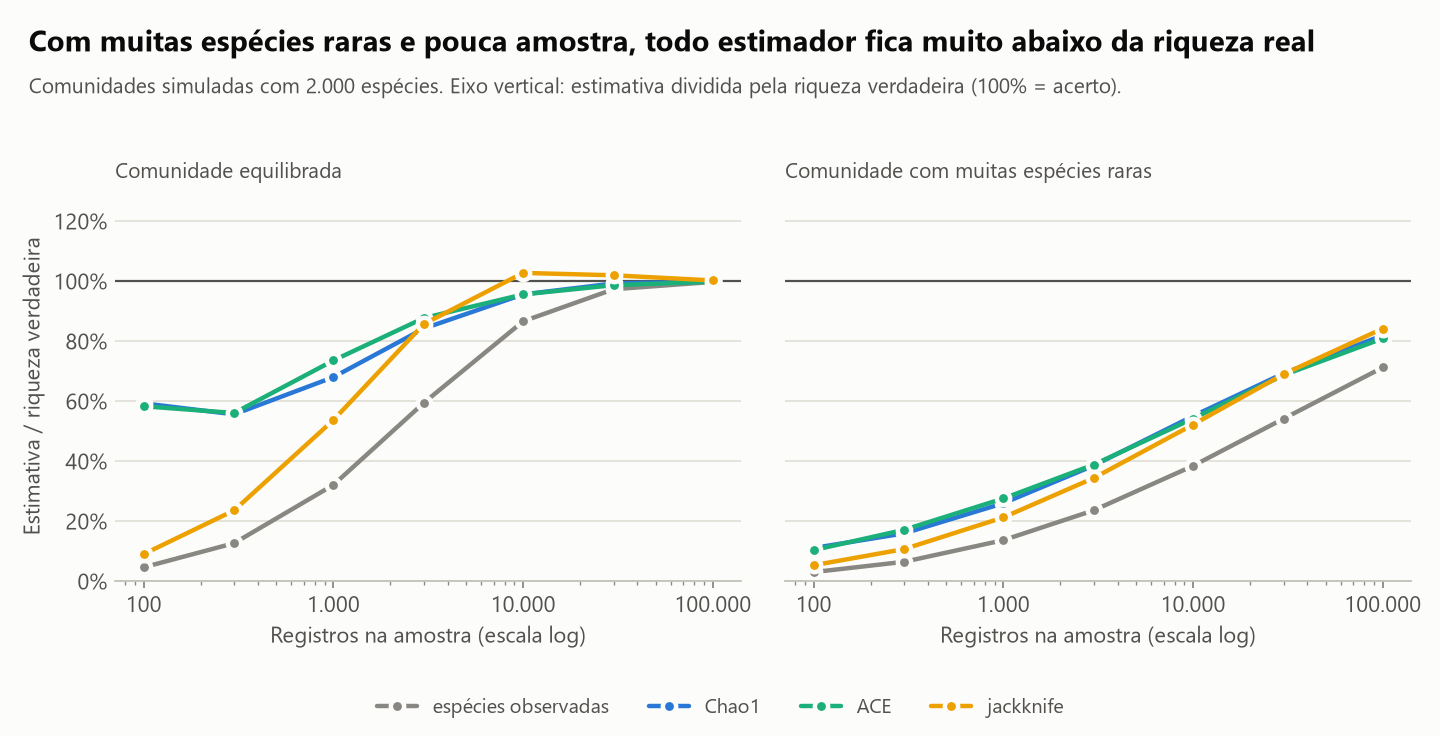 Com muitas espécies raras e pouca amostra, todo estimador fica muito abaixo da riqueza real
Comunidades simuladas com 2.000 espécies. Eixo vertical: estimativa dividida pela riqueza verdadeira (100% = acerto).
Comunidade equilibrada
Comunidade com muitas espécies raras
Estimativa / riqueza verdadeira
120%
100%
80%
60%
40%
20%
0%
100 1.000 10.000 100.000
100 1.000 10.000 100.000
Registros na amostra (escala log)
Registros na amostra (escala log)
espécies observadas Chao1 ACE jackknife